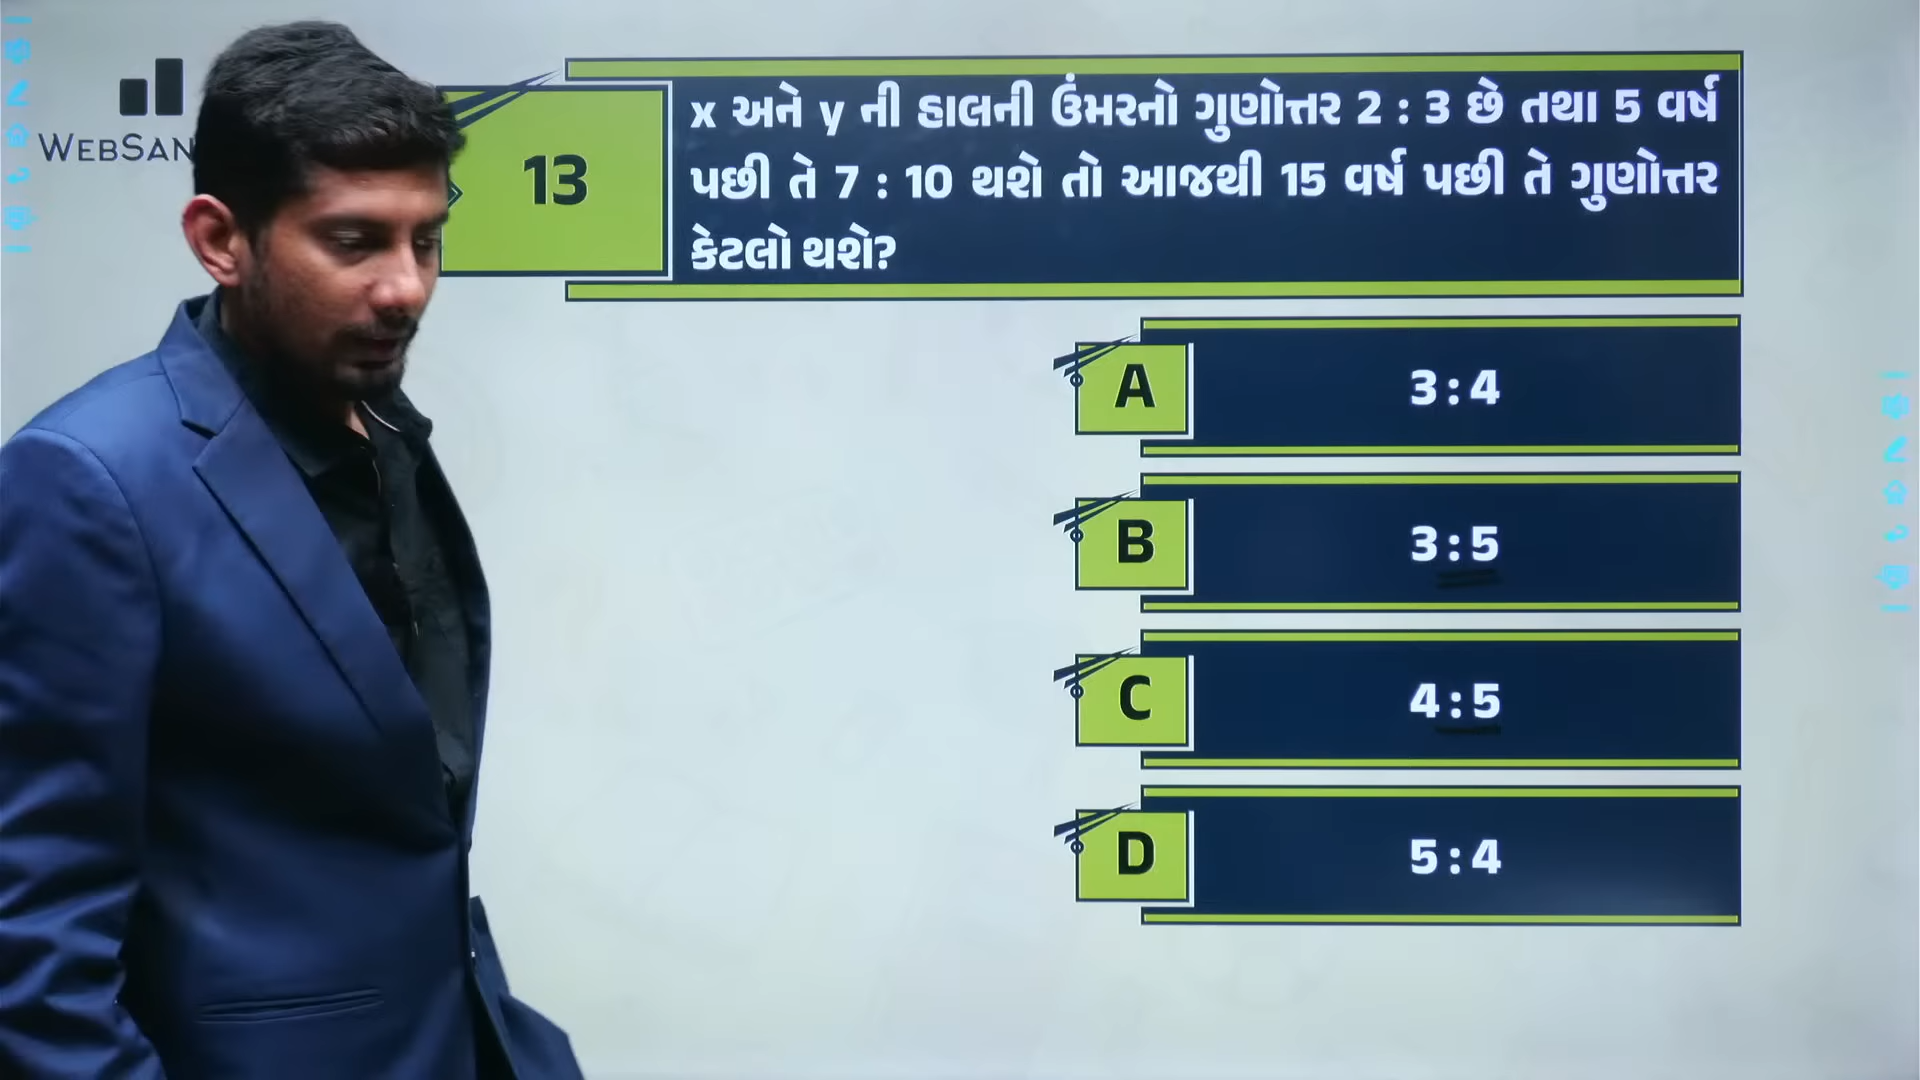 WEBSAN
13
x અને y ની હાલની ઉંમરનો ગુણોત્તર 2 : 3 છે તથા 5 વર્ષ
પછી તે 7 : 10 થશે તો આજથી 15 વર્ષ પછી તે ગુણોત્તર
કેટલો થશે?
A 3:4
B 3:5
C 4:5
D 5:4